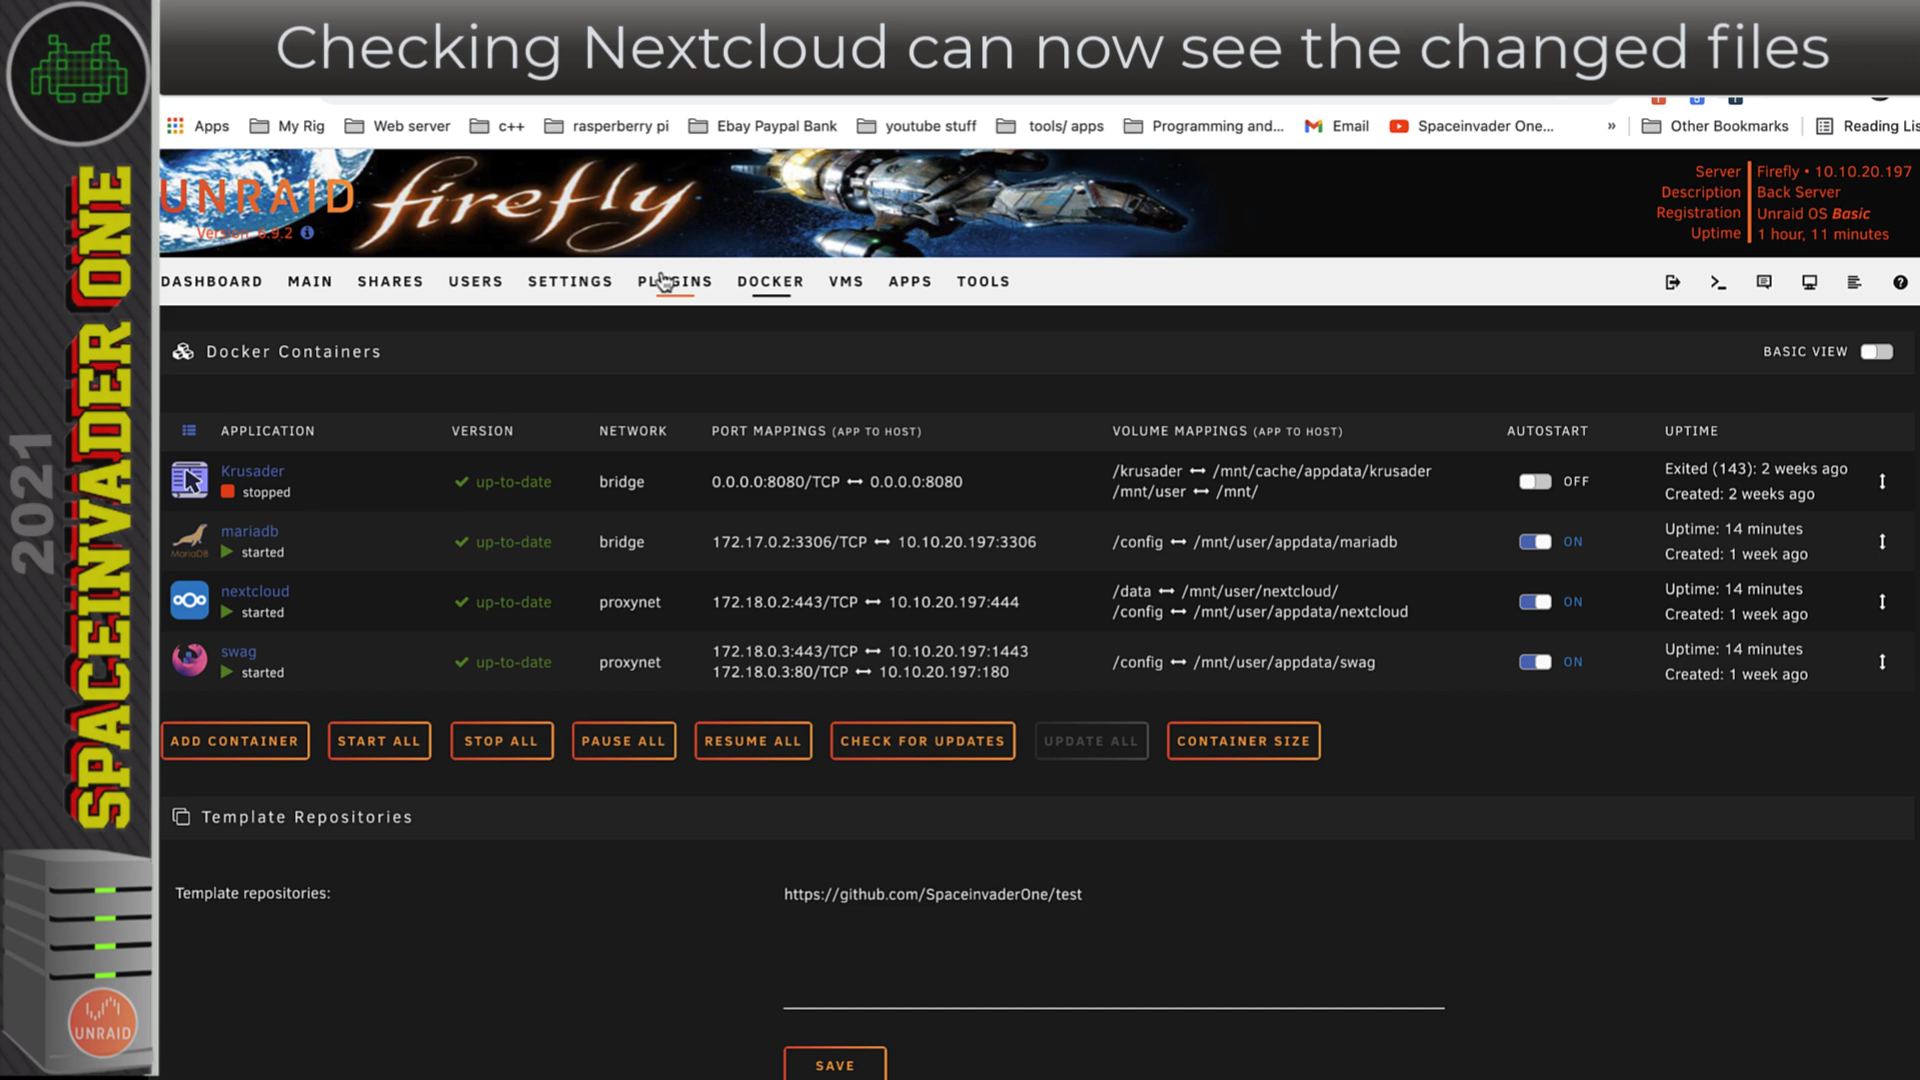 Checking Nextcloud can now see the changed files
2021
SPACEINVADER ONE
UNRAID
Apps
My Rig
Web server
c++
rasperberry pi
Ebay Paypal Bank
youtube stuff
tools/ apps
Programming and...
Email
Spaceinvader One...
»
Other Bookmarks
Reading Lis
UNRAID
firefly
Version: 6.9.2
Server Firefly • 10.10.20.197
Description Back Server
Registration Unraid OS Basic
Uptime 1 hour, 11 minutes
DASHBOARD MAIN SHARES USERS SETTINGS PLUGINS DOCKER VMS APPS TOOLS
Docker Containers
BASIC VIEW
APPLICATION VERSION NETWORK PORT MAPPINGS (APP TO HOST) VOLUME MAPPINGS (APP TO HOST) AUTOSTART UPTIME
Krusader
stopped
up-to-date
bridge
0.0.0.0:8080/TCP ↔ 0.0.0.0:8080
/krusader ↔ /mnt/cache/appdata/krusader
/mnt/user ↔ /mnt/
OFF
Exited (143): 2 weeks ago
Created: 2 weeks ago
MariaDB
mariadb
started
up-to-date
bridge
172.17.0.2:3306/TCP ↔ 10.10.20.197:3306
/config ↔ /mnt/user/appdata/mariadb
ON
Uptime: 14 minutes
Created: 1 week ago
nextcloud
started
up-to-date
proxynet
172.18.0.2:443/TCP ↔ 10.10.20.197:444
/data ↔ /mnt/user/nextcloud/
/config ↔ /mnt/user/appdata/nextcloud
ON
Uptime: 14 minutes
Created: 1 week ago
swag
started
up-to-date
proxynet
172.18.0.3:443/TCP ↔ 10.10.20.197:1443
172.18.0.3:80/TCP ↔ 10.10.20.197:180
/config ↔ /mnt/user/appdata/swag
ON
Uptime: 14 minutes
Created: 1 week ago
ADD CONTAINER START ALL STOP ALL PAUSE ALL RESUME ALL CHECK FOR UPDATES UPDATE ALL CONTAINER SIZE
Template Repositories
Template repositories:
https://github.com/SpaceinvaderOne/test
SAVE